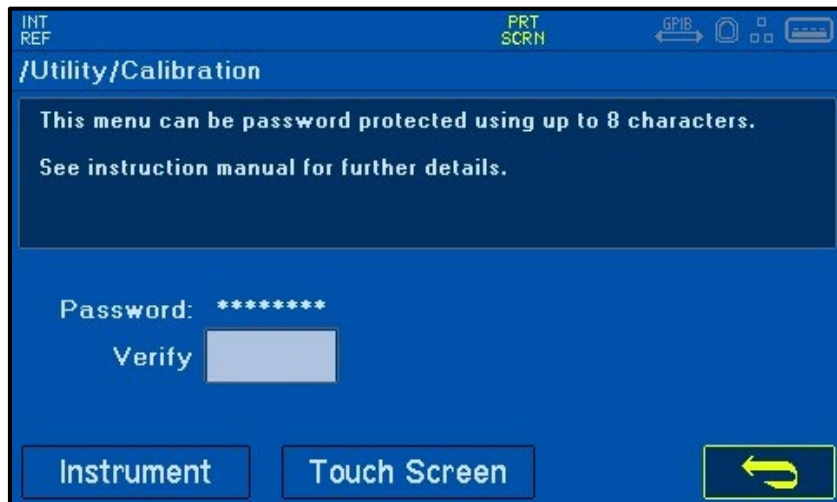 INT
REF
PRT
SCRN
GPIB
/Utility/Calibration
This menu can be password protected using up to 8 characters.
See instruction manual for further details.
Password: ********
Verify
Instrument
Touch Screen